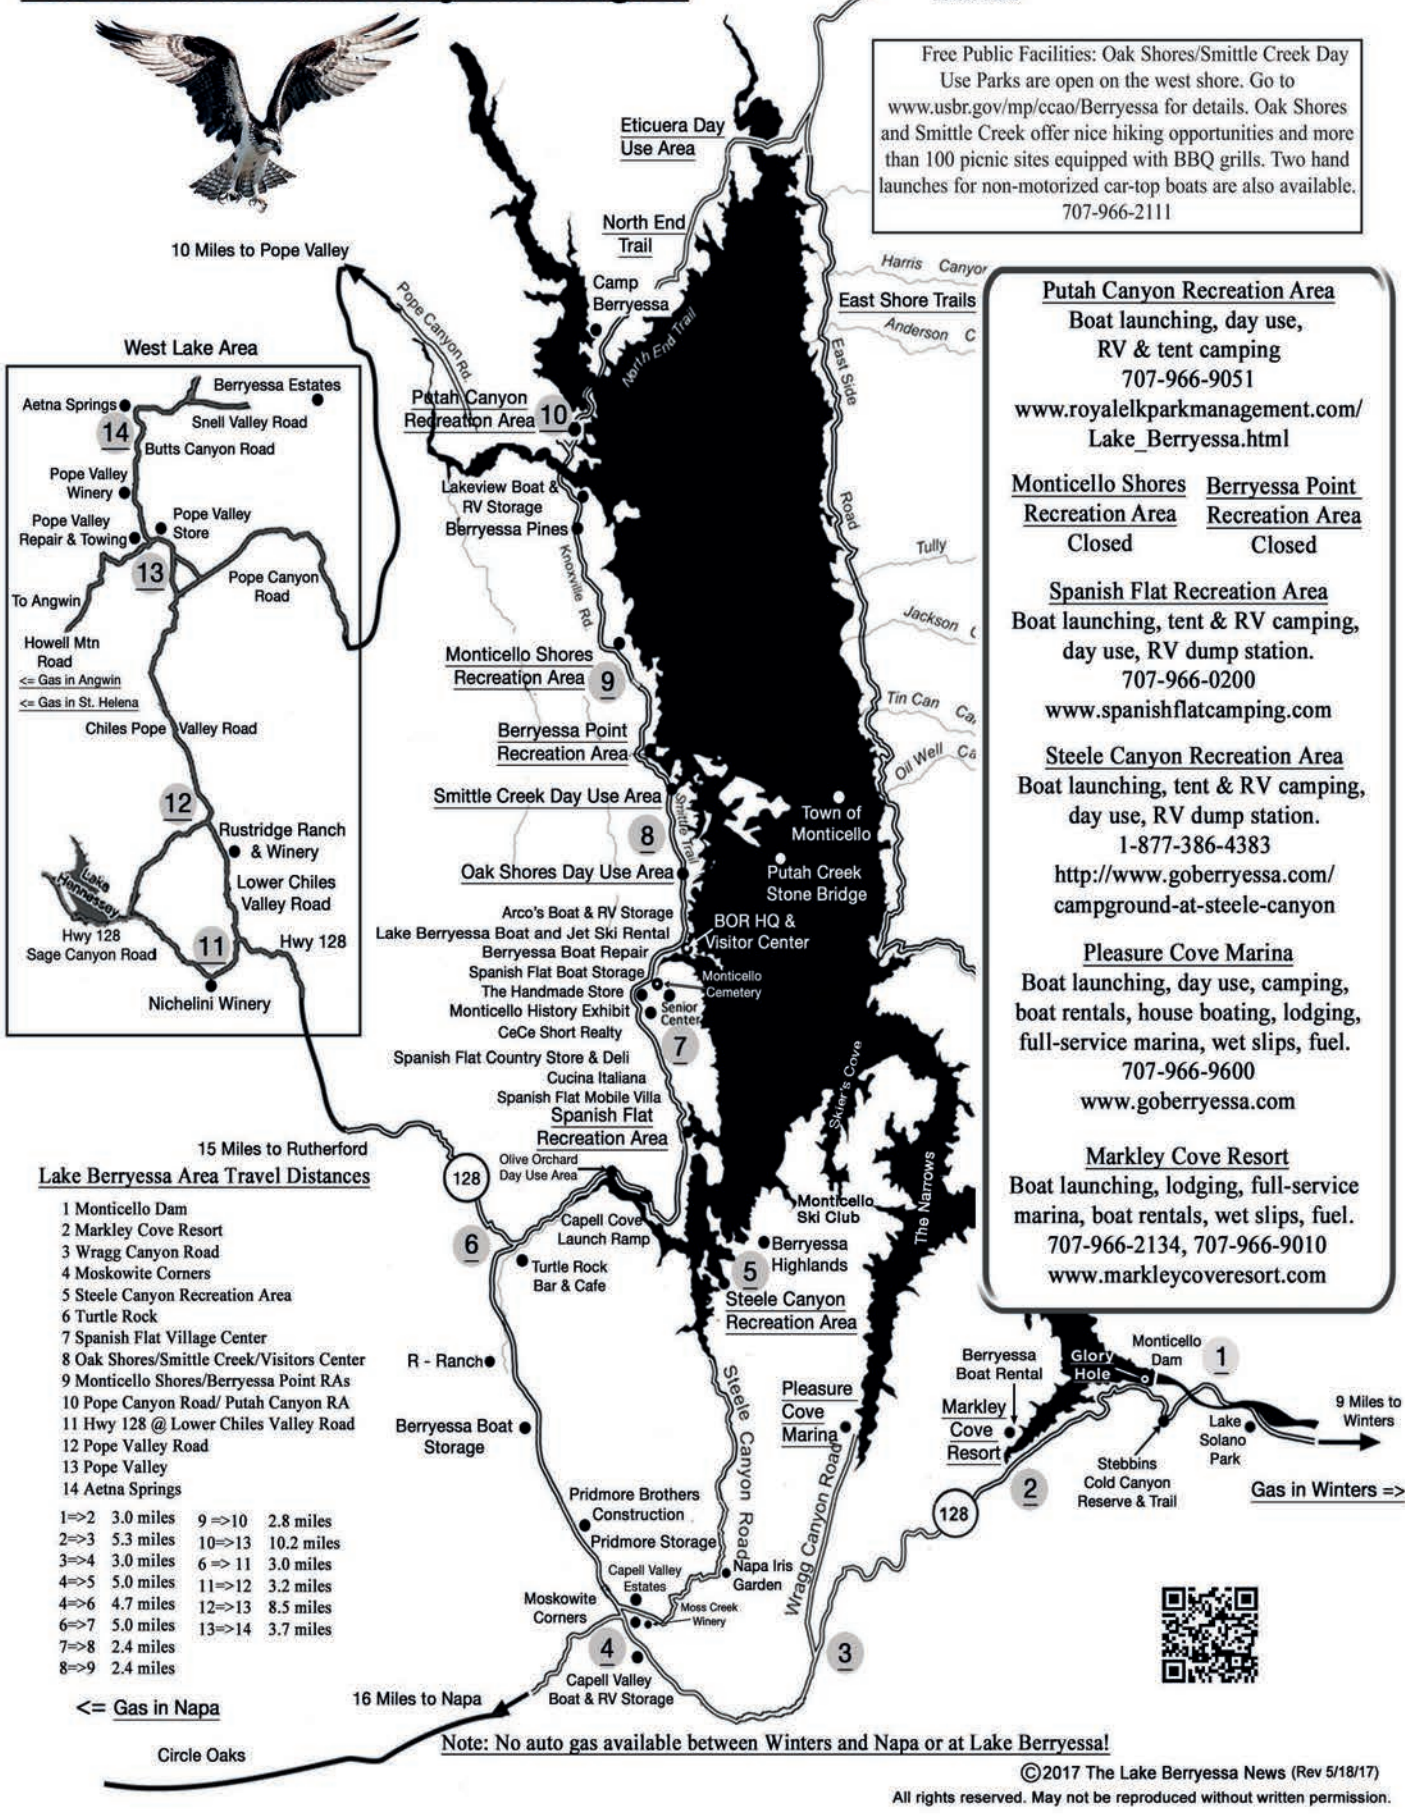 Free Public Facilities: Oak Shores/Smittle Creek Day
Use Parks are open on the west shore. Go to
www.usbr.gov/mp/ccao/Berryessa for details. Oak Shores
and Smittle Creek offer nice hiking opportunities and more
than 100 picnic sites equipped with BBQ grills. Two hand
launches for non-motorized car-top boats are also available.
707-966-2111
Eticuera Day
Use Area
North End
Trail
10 Miles to Pope Valley
Camp
Berryessa
Pope Canyon Rd.
North End Trail
Harris Canyon
East Shore Trails
Anderson C
East Side
Road
Putah Canyon
Recreation Area
10
West Lake Area
Berryessa Estates
Aetna Springs
14
Snell Valley Road
Butts Canyon Road
Pope Valley
Winery
Pope Valley
Repair & Towing
Pope Valley
Store
13
Pope Canyon
Road
To Angwin
Howell Mtn
Road
<= Gas in Angwin
<= Gas in St. Helena
Chiles Pope Valley Road
12
Rustridge Ranch
& Winery
Lower Chiles
Valley Road
Lake
Hennessey
Hwy 128
Sage Canyon Road
11
Hwy 128
Nichelini Winery
Lakeview Boat &
RV Storage
Berryessa Pines
Knoxville Rd.
Tully
Jackson C
Tin Can Ca
Oil Well Ca
Monticello Shores
Recreation Area
9
Berryessa Point
Recreation Area
Smittle Creek Day Use Area
Smittle Trail
8
Oak Shores Day Use Area
Town of
Monticello
Putah Creek
Stone Bridge
Arco's Boat & RV Storage
Lake Berryessa Boat and Jet Ski Rental
Berryessa Boat Repair
BOR HQ &
Visitor Center
Spanish Flat Boat Storage
The Handmade Store
Monticello History Exhibit
CeCe Short Realty
Monticello
Cemetery
Senior
Center
7
Spanish Flat Country Store & Deli
Cucina Italiana
Spanish Flat Mobile Villa
Spanish Flat
Recreation Area
Skier's Cove
The Narrows
15 Miles to Rutherford
128
Olive Orchard
Day Use Area
Capell Cove
Launch Ramp
6
Turtle Rock
Bar & Cafe
Monticello
Ski Club
Berryessa
Highlands
5
Steele Canyon
Recreation Area
R - Ranch
Berryessa Boat
Storage
Steele Canyon Road
Pleasure
Cove
Marina
Wragg Canyon Road
Pridmore Brothers
Construction
Pridmore Storage
Napa Iris
Garden
Capell Valley
Estates
Moskowite
Corners
Moss Creek
Winery
4
Capell Valley
Boat & RV Storage
3
128
Berryessa
Boat Rental
Markley
Cove
Resort
2
Glory
Hole
Monticello
Dam
1
Stebbins
Cold Canyon
Reserve & Trail
Lake
Solano
Park
9 Miles to
Winters
Gas in Winters =>
Putah Canyon Recreation Area
Boat launching, day use,
RV & tent camping
707-966-9051
www.royalelkparkmanagement.com/
Lake_Berryessa.html
Monticello Shores
Recreation Area
Closed
Berryessa Point
Recreation Area
Closed
Spanish Flat Recreation Area
Boat launching, tent & RV camping,
day use, RV dump station.
707-966-0200
www.spanishflatcamping.com
Steele Canyon Recreation Area
Boat launching, tent & RV camping,
day use, RV dump station.
1-877-386-4383
http://www.goberryessa.com/
campground-at-steele-canyon
Pleasure Cove Marina
Boat launching, day use, camping,
boat rentals, house boating, lodging,
full-service marina, wet slips, fuel.
707-966-9600
www.goberryessa.com
Markley Cove Resort
Boat launching, lodging, full-service
marina, boat rentals, wet slips, fuel.
707-966-2134, 707-966-9010
www.markleycoveresort.com
Lake Berryessa Area Travel Distances
1 Monticello Dam
2 Markley Cove Resort
3 Wragg Canyon Road
4 Moskowite Corners
5 Steele Canyon Recreation Area
6 Turtle Rock
7 Spanish Flat Village Center
8 Oak Shores/Smittle Creek/Visitors Center
9 Monticello Shores/Berryessa Point RAs
10 Pope Canyon Road/ Putah Canyon RA
11 Hwy 128 @ Lower Chiles Valley Road
12 Pope Valley Road
13 Pope Valley
14 Aetna Springs
1=>2 3.0 miles
2=>3 5.3 miles
3=>4 3.0 miles
4=>5 5.0 miles
4=>6 4.7 miles
6=>7 5.0 miles
7=>8 2.4 miles
8=>9 2.4 miles
9 =>10 2.8 miles
10=>13 10.2 miles
6 => 11 3.0 miles
11=>12 3.2 miles
12=>13 8.5 miles
13=>14 3.7 miles
<= Gas in Napa
16 Miles to Napa
Circle Oaks
Note: No auto gas available between Winters and Napa or at Lake Berryessa!
©2017 The Lake Berryessa News (Rev 5/18/17)
All rights reserved. May not be reproduced without written permission.